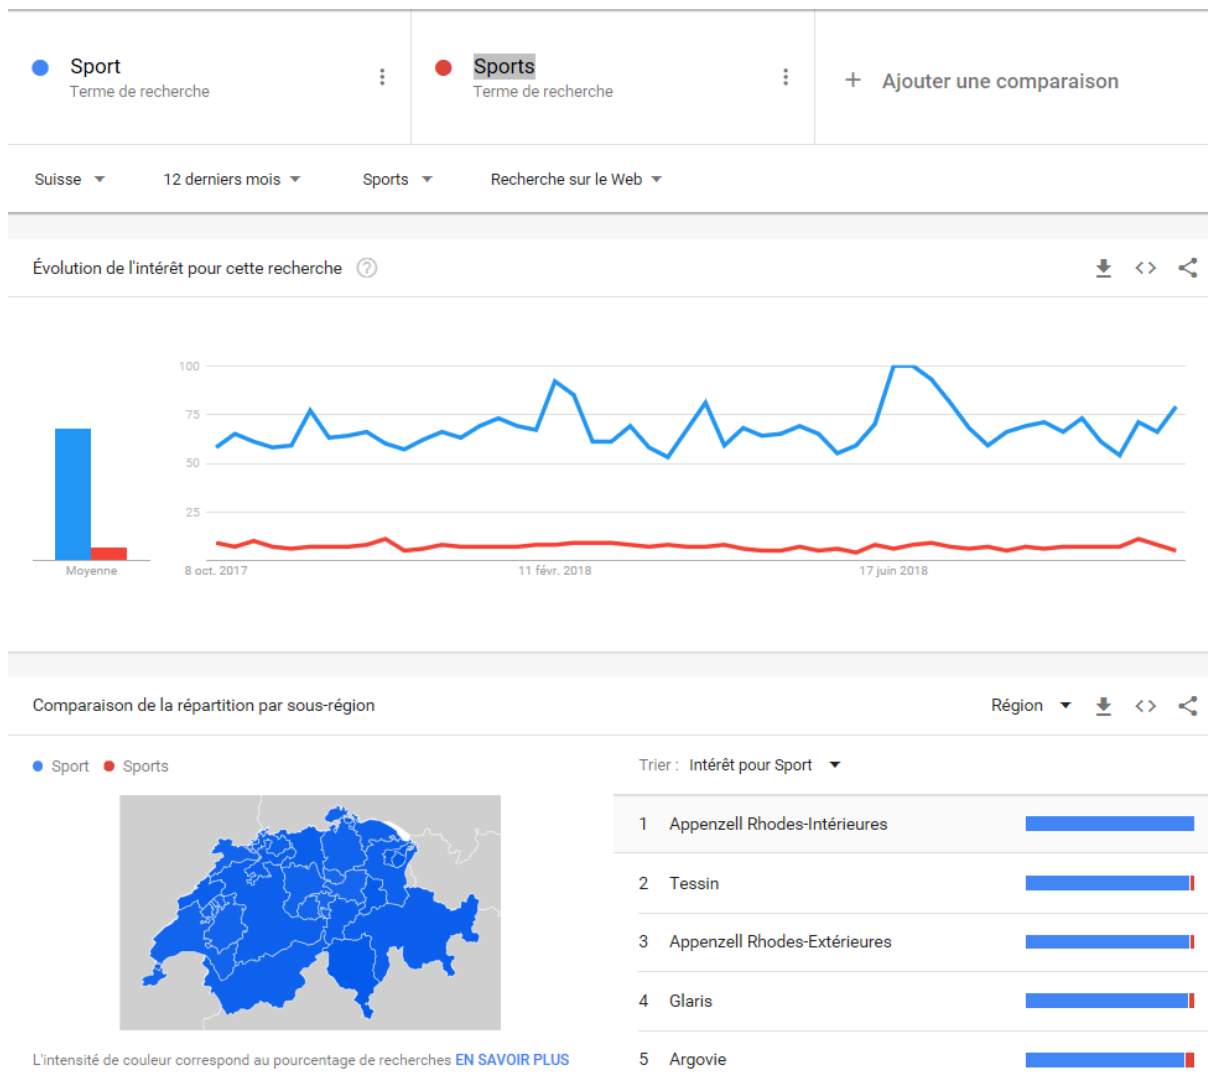 Sport
Terme de recherche
Sports
Terme de recherche
+ Ajouter une comparaison
Suisse
12 derniers mois
Sports
Recherche sur le Web
Évolution de l'intérêt pour cette recherche ?
100
75
50
25
Moyenne
8 oct. 2017
11 févr. 2018
17 juin 2018
Comparaison de la répartition par sous-région
Région
Sport Sports
Trier : Intérêt pour Sport
1 Appenzell Rhodes-Intérieures
2 Tessin
3 Appenzell Rhodes-Extérieures
4 Glaris
5 Argovie
L'intensité de couleur correspond au pourcentage de recherches EN SAVOIR PLUS